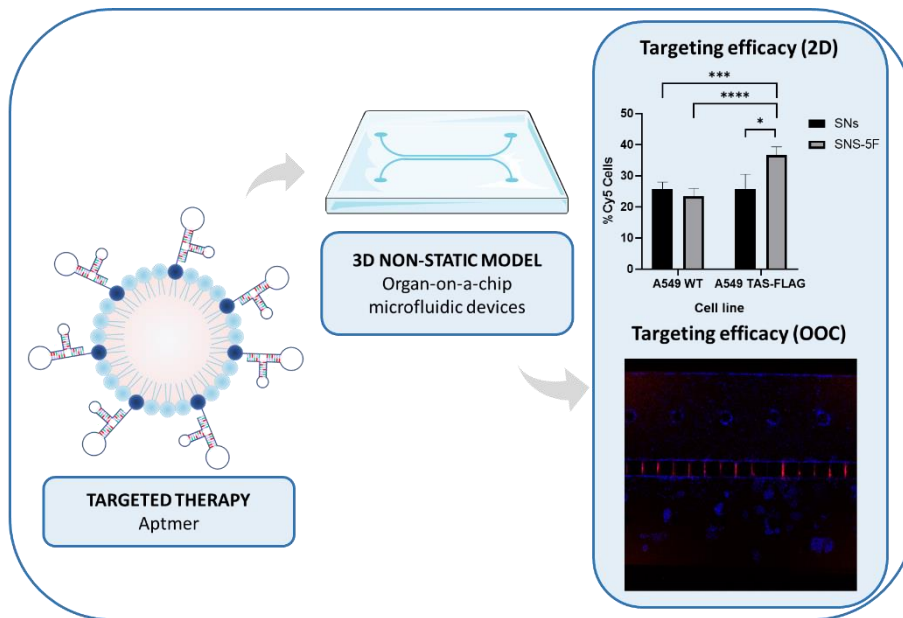 TARGETED THERAPY
Aptmer
3D NON-STATIC MODEL
Organ-on-a-chip
microfluidic devices
Targeting efficacy (2D)
***
****
*
SNs
SNS-5F
% Cy5 Cells
50
40
30
20
10
0
A549 WT
A549 TAS-FLAG
Cell line
Targeting efficacy (OOC)